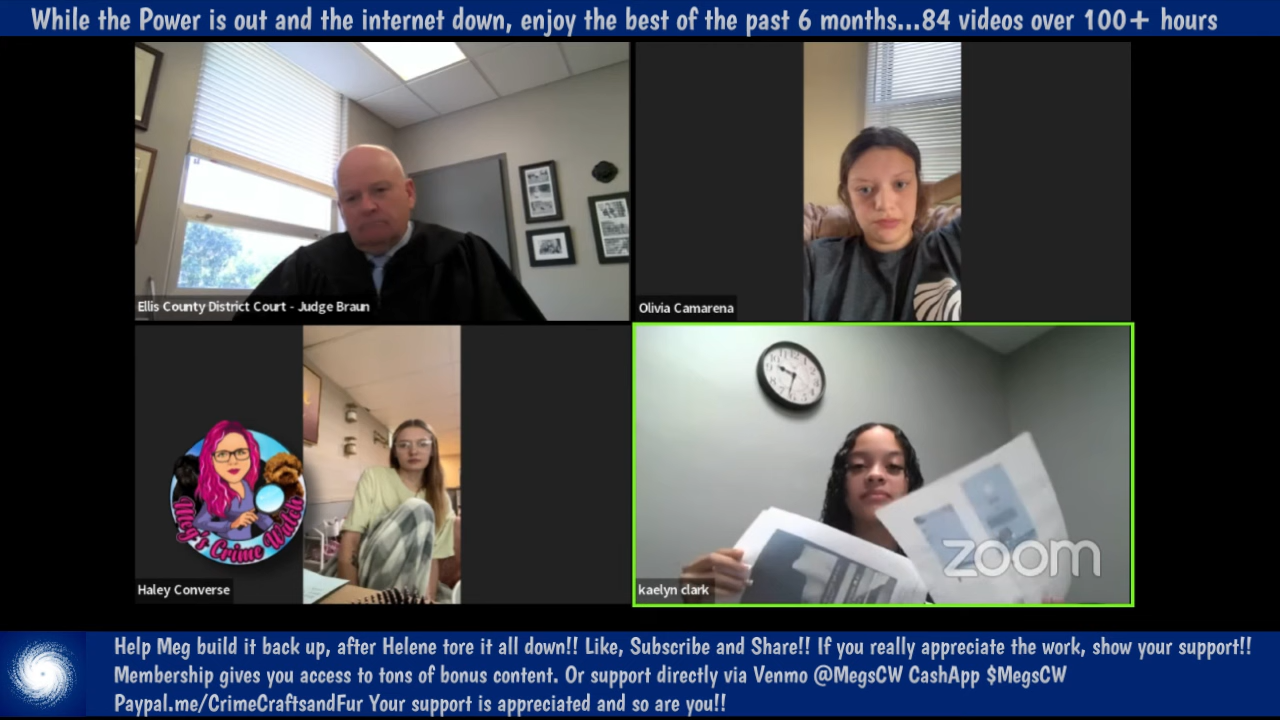 While the Power is out and the internet down, enjoy the best of the past 6 months...84 videos over 100+ hours
Ellis County District Court - Judge Braun
Olivia Camarena
Meg's Crime Watch
Haley Converse
kaelyn clark
zoom
Help Meg build it back up, after Helene tore it all down!! Like, Subscribe and Share!! If you really appreciate the work, show your support!!
Membership gives you access to tons of bonus content. Or support directly via Venmo @MegsCW CashApp $MegsCW
Paypal.me/CrimeCraftsandFur Your support is appreciated and so are you!!